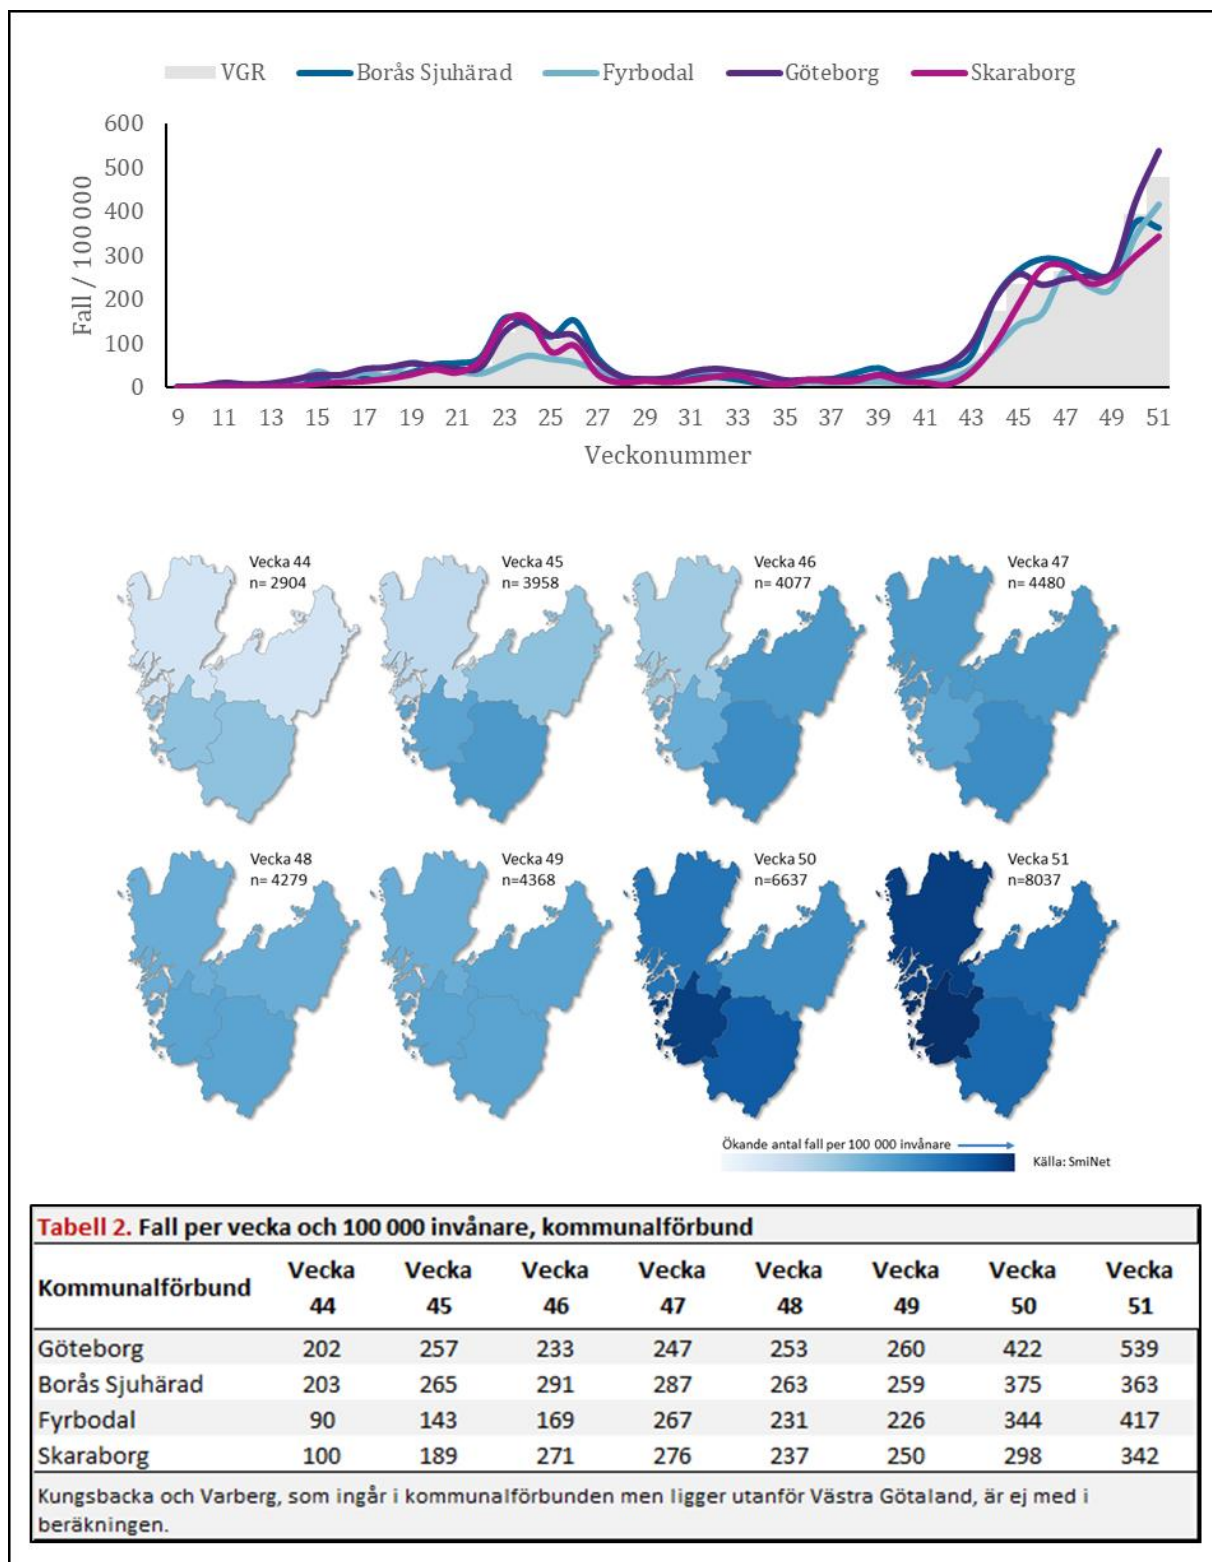 VGR Borås Sjuhärad Fyrbodal Göteborg Skaraborg
600
500
400
300
200
100
0
Fall / 100 000
9 11 13 15 17 19 21 23 25 27 29 31 33 35 37 39 41 43 45 47 49 51
Veckonummer
Vecka 44
n= 2904
Vecka 45
n= 3958
Vecka 46
n= 4077
Vecka 47
n= 4480
Vecka 48
n= 4279
Vecka 49
n=4368
Vecka 50
n=6637
Vecka 51
n=8037
Ökande antal fall per 100 000 invånare
Källa: SmiNet
Tabell 2. Fall per vecka och 100 000 invånare, kommunalförbund
Kommunalförbund Vecka 44 Vecka 45 Vecka 46 Vecka 47 Vecka 48 Vecka 49 Vecka 50 Vecka 51
Göteborg 202 257 233 247 253 260 422 539
Borås Sjuhärad 203 265 291 287 263 259 375 363
Fyrbodal 90 143 169 267 231 226 344 417
Skaraborg 100 189 271 276 237 250 298 342
Kungsbacka och Varberg, som ingår i kommunalförbunden men ligger utanför Västra Götaland, är ej med i
beräkningen.